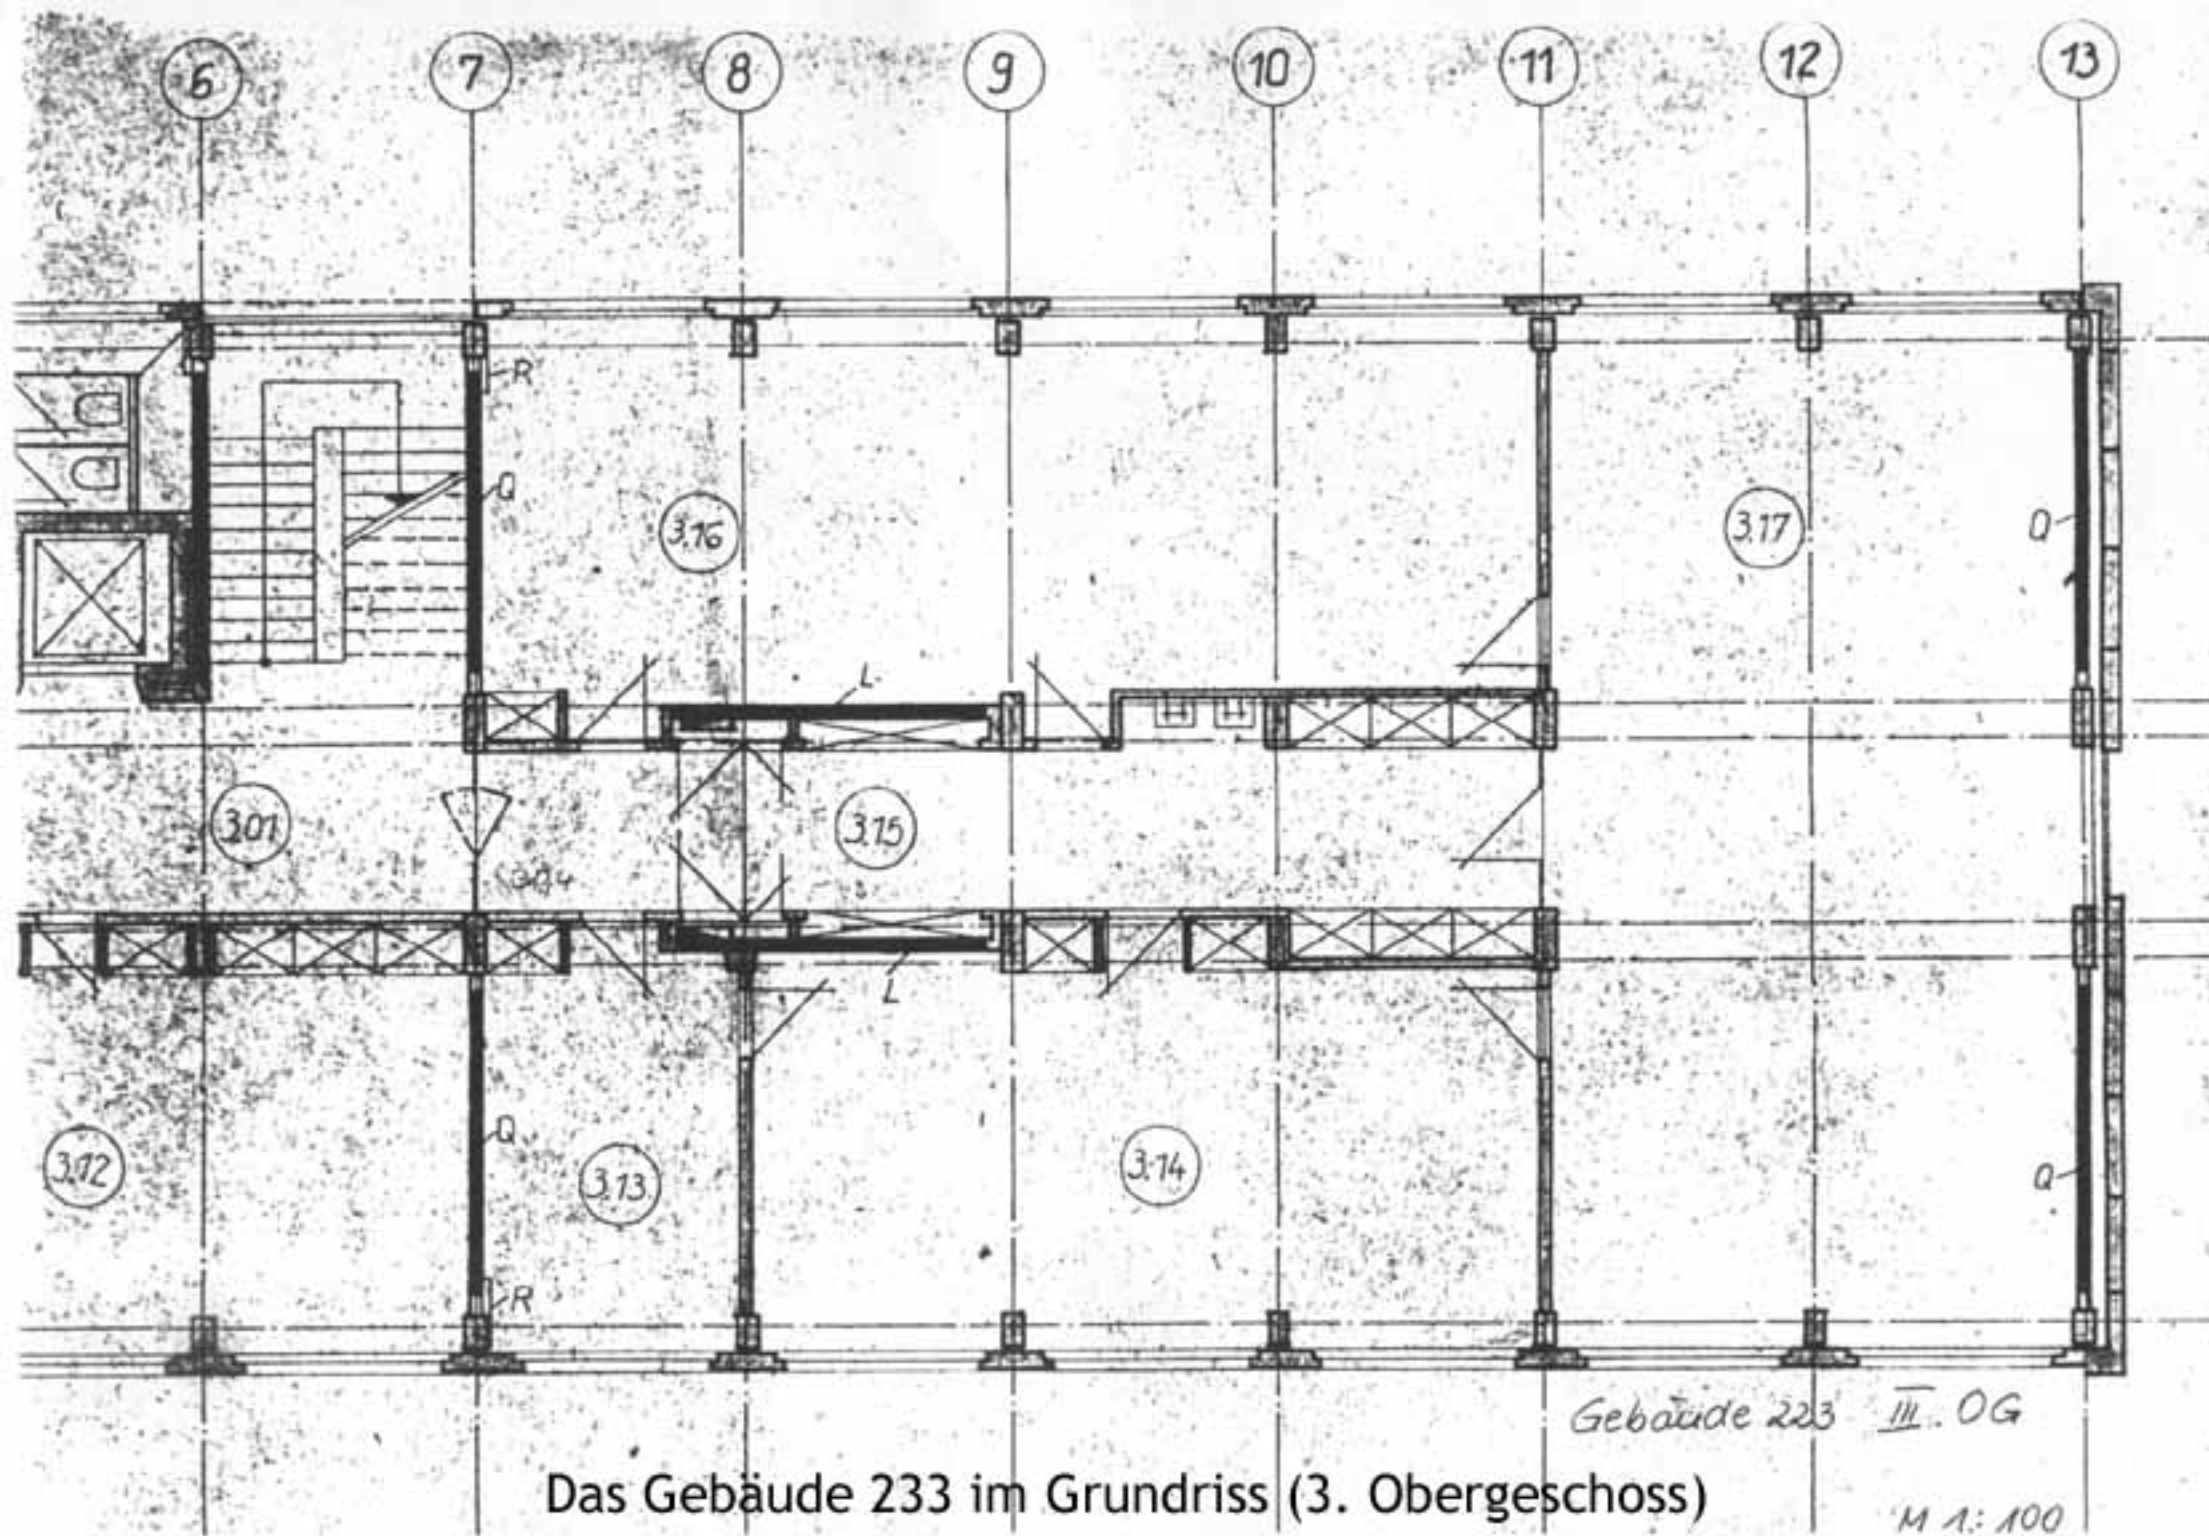 6 7 8 9 10 11 12 13
R
Q
3.16
3.17
Q
L
3.01
3.15
L
Q
3.12
3.13
3.14
Q
R
Gebäude 223 III. OG
Das Gebäude 233 im Grundriss (3. Obergeschoss)
M 1:100